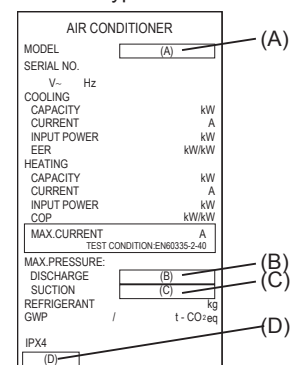 AIR CONDITIONER
MODEL (A) (A)
SERIAL NO.
V~ Hz
COOLING
CAPACITY kW
CURRENT A
INPUT POWER kW
EER kW/kW
HEATING
CAPACITY kW
CURRENT A
INPUT POWER kW
COP kW/kW
MAX.CURRENT A
TEST CONDITION:EN60335-2-40
MAX.PRESSURE:
DISCHARGE (B) (B)
SUCTION (C) (C)
REFRIGERANT kg
GWP / t - CO2eq
(D)
IPX4
(D)